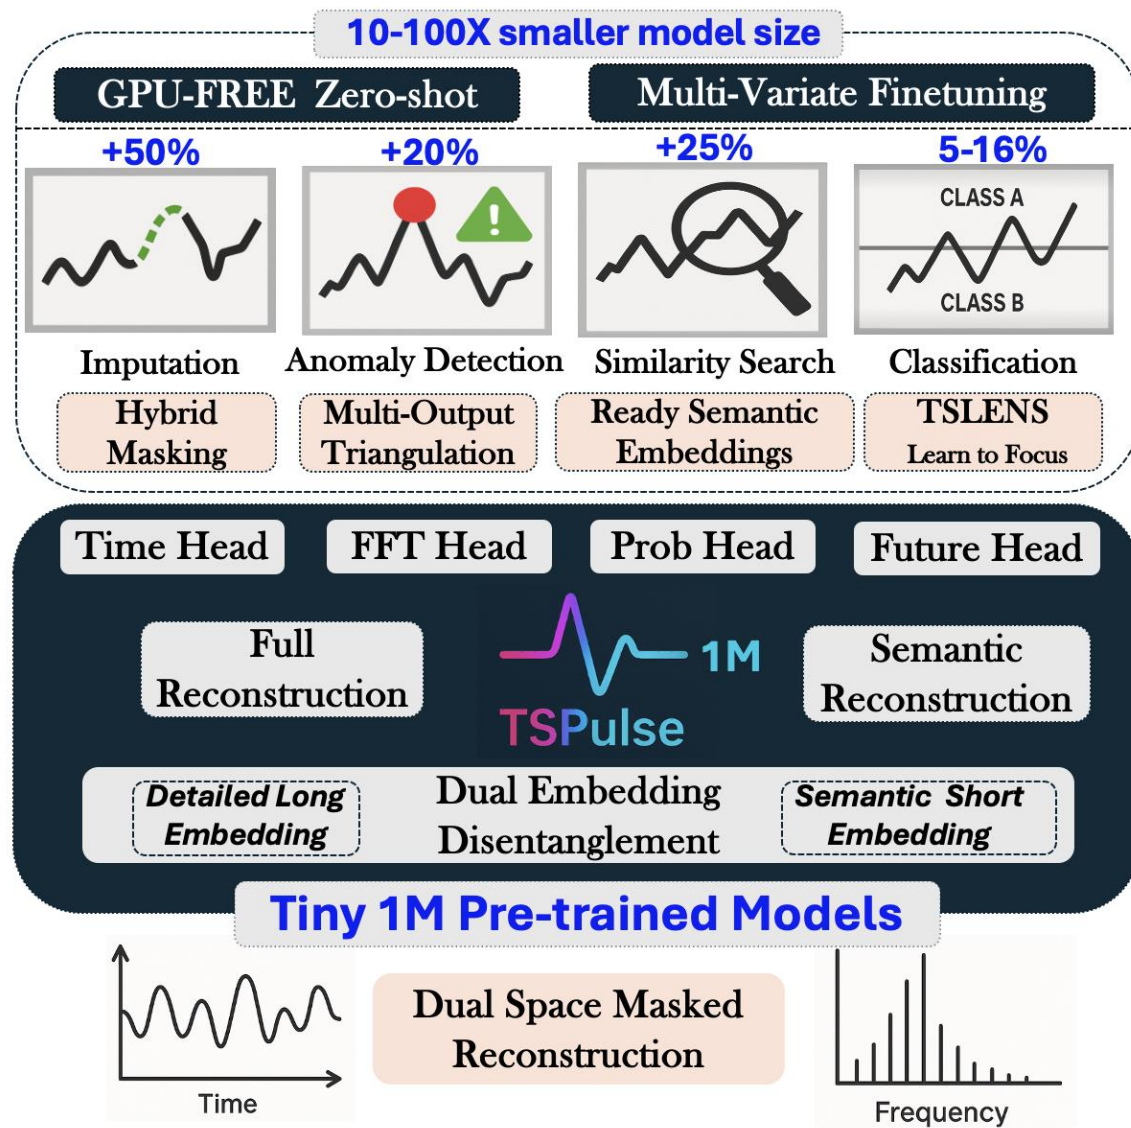 10-100X smaller model size
GPU-FREE Zero-shot
Multi-Variate Finetuning
+50%
+20%
+25%
5-16%
CLASS A
CLASS B
Imputation
Anomaly Detection
Similarity Search
Classification
Hybrid
Masking
Multi-Output
Triangulation
Ready Semantic
Embeddings
TSLENS
Learn to Focus
Time Head
FFT Head
Prob Head
Future Head
Full
Reconstruction
1M
TSPulse
Semantic
Reconstruction
Detailed Long
Embedding
Dual Embedding
Disentanglement
Semantic Short
Embedding
Tiny 1M Pre-trained Models
Time
Dual Space Masked
Reconstruction
Frequency